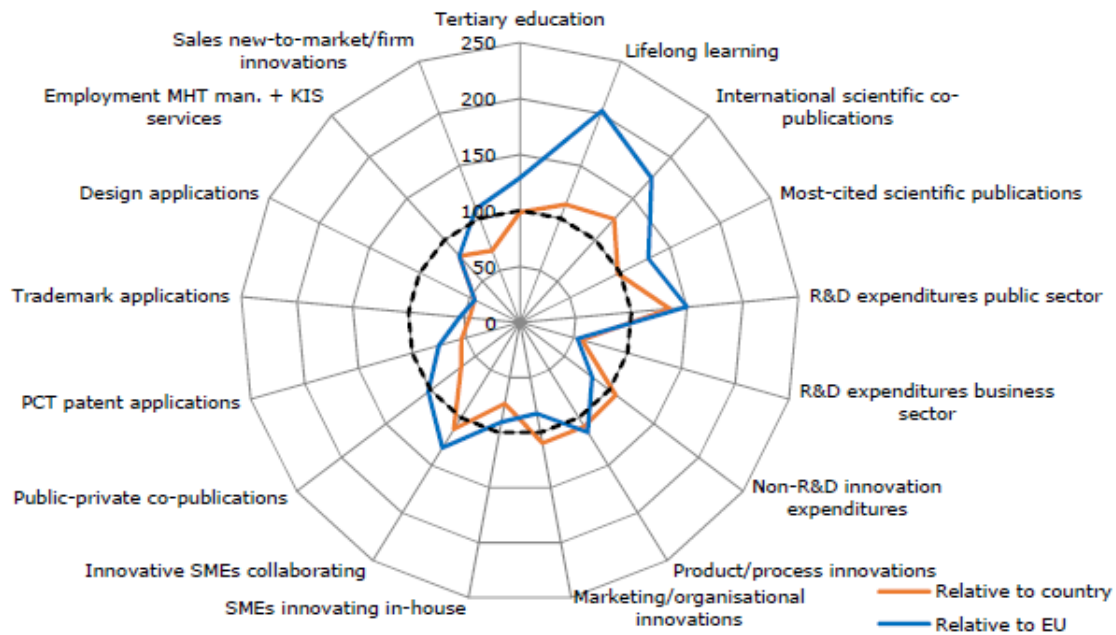 Tertiary education
Lifelong learning
International scientific co-
publications
Most-cited scientific publications
R&D expenditures public sector
R&D expenditures business
sector
Non-R&D innovation
expenditures
Product/process innovations
Marketing/organisational
innovations
SMEs innovating in-house
Innovative SMEs collaborating
Public-private co-publications
PCT patent applications
Trademark applications
Design applications
Employment MHT man. + KIS
services
Sales new-to-market/firm
innovations
250
200
150
100
50
0
Relative to country
Relative to EU